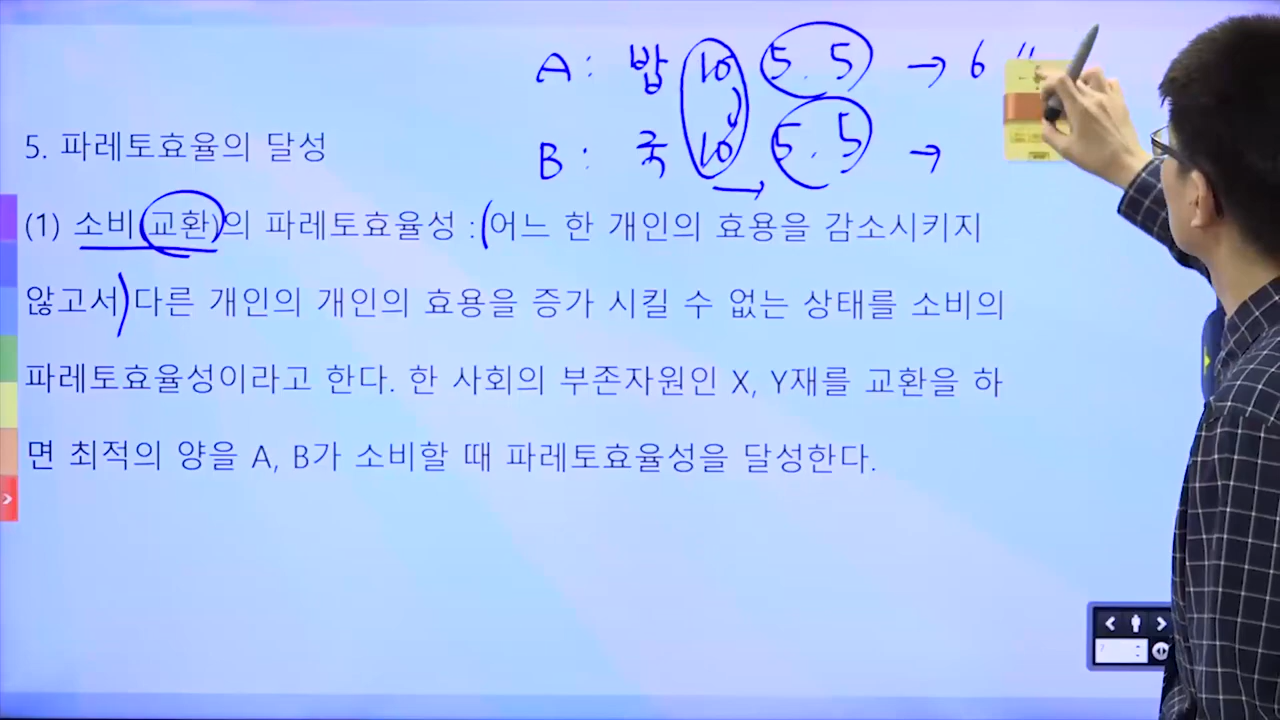 A : 밥 10 5. 5 → 6 "
B : 국 10 5. 5 →
→
5. 파레토효율의 달성
(1) 소비(교환)의 파레토효율성 : (어느 한 개인의 효용을 감소시키지
않고서) 다른 개인의 개인의 효용을 증가 시킬 수 없는 상태를 소비의
파레토효율성이라고 한다. 한 사회의 부존자원인 X, Y재를 교환을 하
면 최적의 양을 A, B가 소비할 때 파레토효율성을 달성한다.